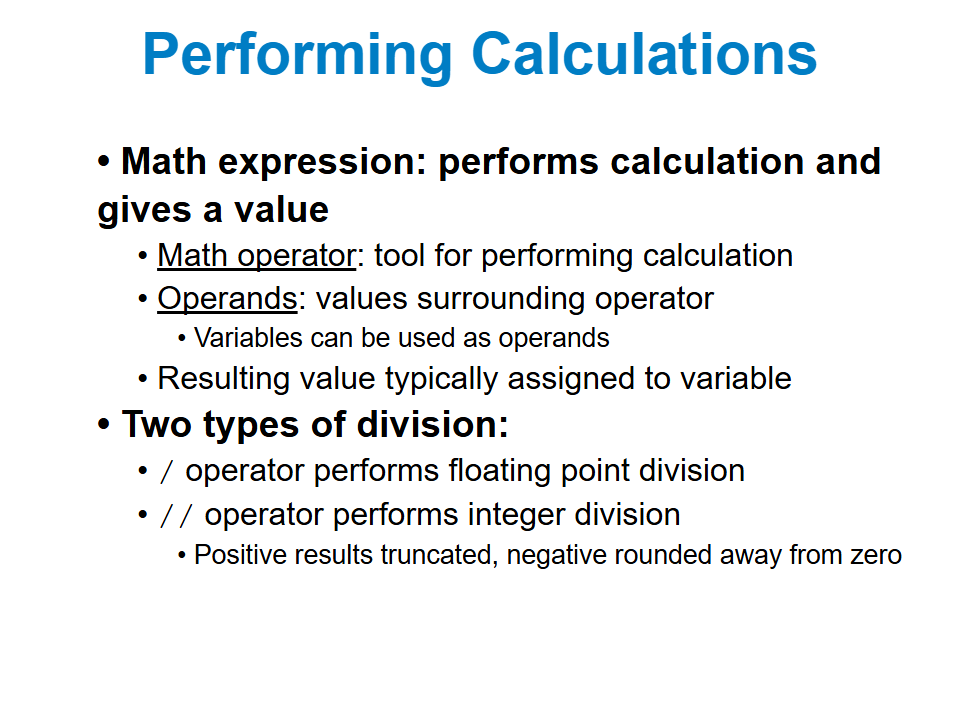 Performing Calculations
• Math expression: performs calculation and
gives a value
• Math operator: tool for performing calculation
• Operands: values surrounding operator
• Variables can be used as operands
• Resulting value typically assigned to variable
• Two types of division:
• / operator performs floating point division
• // operator performs integer division
• Positive results truncated, negative rounded away from zero